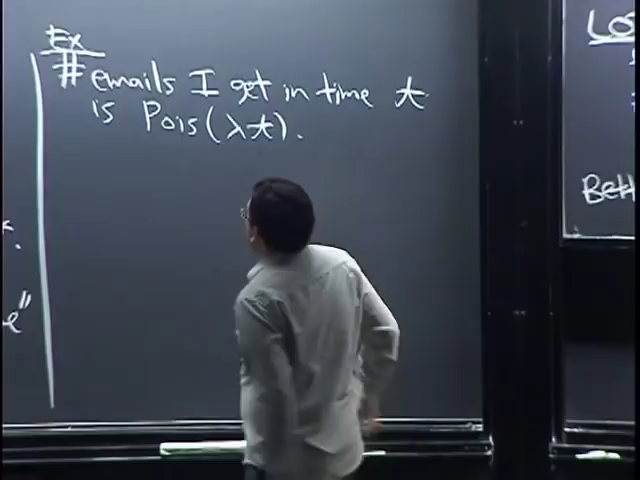 Ex
# emails I get in time t
is Pois(λt).